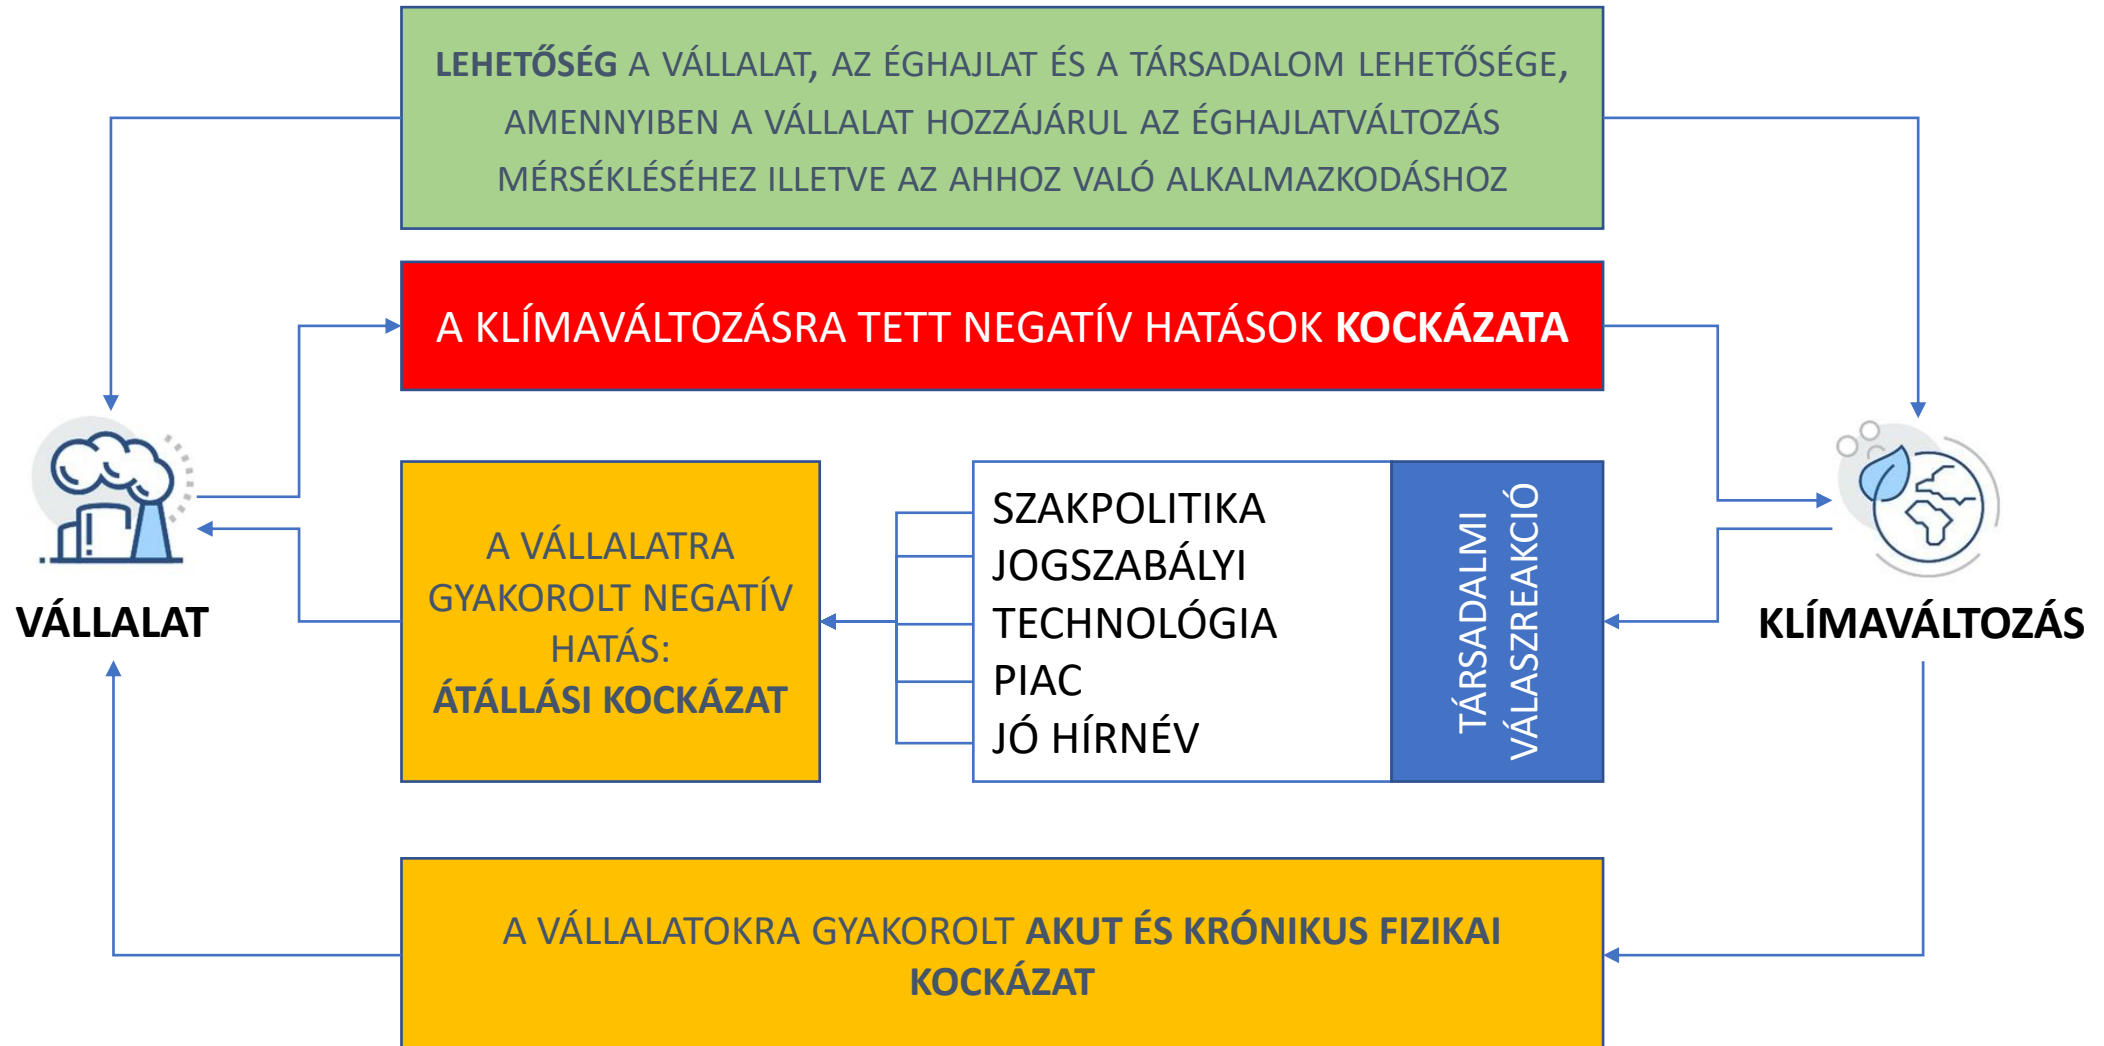 LEHETŐSÉG A VÁLLALAT, AZ ÉGHAJLAT ÉS A TÁRSADALOM LEHETŐSÉGE,
AMENNYIBEN A VÁLLALAT HOZZÁJÁRUL AZ ÉGHAJLATVÁLTOZÁS
MÉRSÉKLÉSÉHEZ ILLETVE AZ AHHOZ VALÓ ALKALMAZKODÁSHOZ
A KLÍMAVÁLTOZÁSRA TETT NEGATÍV HATÁSOK KOCKÁZATA
VÁLLALAT
A VÁLLALATRA
GYAKOROLT NEGATÍV
HATÁS:
ÁTÁLLÁSI KOCKÁZAT
SZAKPOLITIKA
JOGSZABÁLYI
TECHNOLÓGIA
PIAC
JÓ HÍRNÉV
TÁRSADALMI
VÁLASZREAKCIÓ
KLÍMAVÁLTOZÁS
A VÁLLALATOKRA GYAKOROLT AKUT ÉS KRÓNIKUS FIZIKAI
KOCKÁZAT